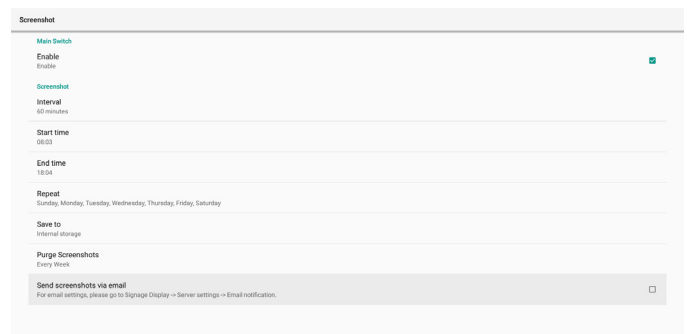 Screenshot
Main Switch
Enable
Enable
Screenshot
Interval
60 minutes
Start time
08:03
End time
18:04
Repeat
Sunday, Monday, Tuesday, Wednesday, Thursday, Friday, Saturday
Save to
Internal storage
Purge Screenshots
Every Week
Send screenshots via email
For email settings, please go to Signage Display -> Server settings -> Email notification.